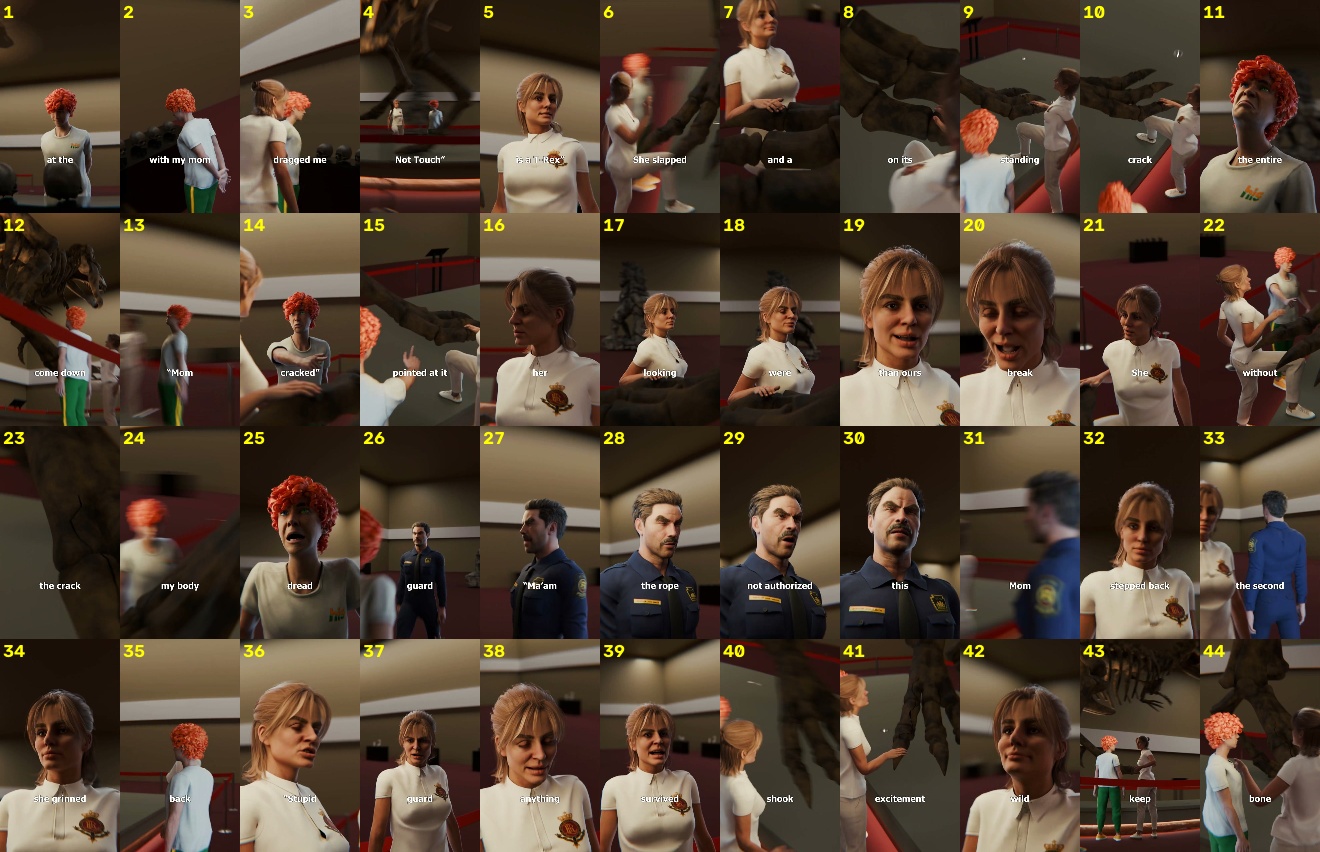 1
2
3
4
5
6
7
8
9
10
11
at the
with my mom
dragged me
Not Touch"
is a T-Rex"
She slapped
and a
on its
standing
crack
the entire
12
13
14
15
16
17
18
19
20
21
22
come down
"Mom
cracked"
pointed at it
her
looking
were
than ours
break
She
without
23
24
25
26
27
28
29
30
31
32
33
the crack
my body
dread
guard
"Ma'am
the rope
not authorized
this
Mom
stepped back
the second
34
35
36
37
38
39
40
41
42
43
44
she grinned
back
"Stupid
guard
anything
survived
shook
excitement
wild
keep
bone